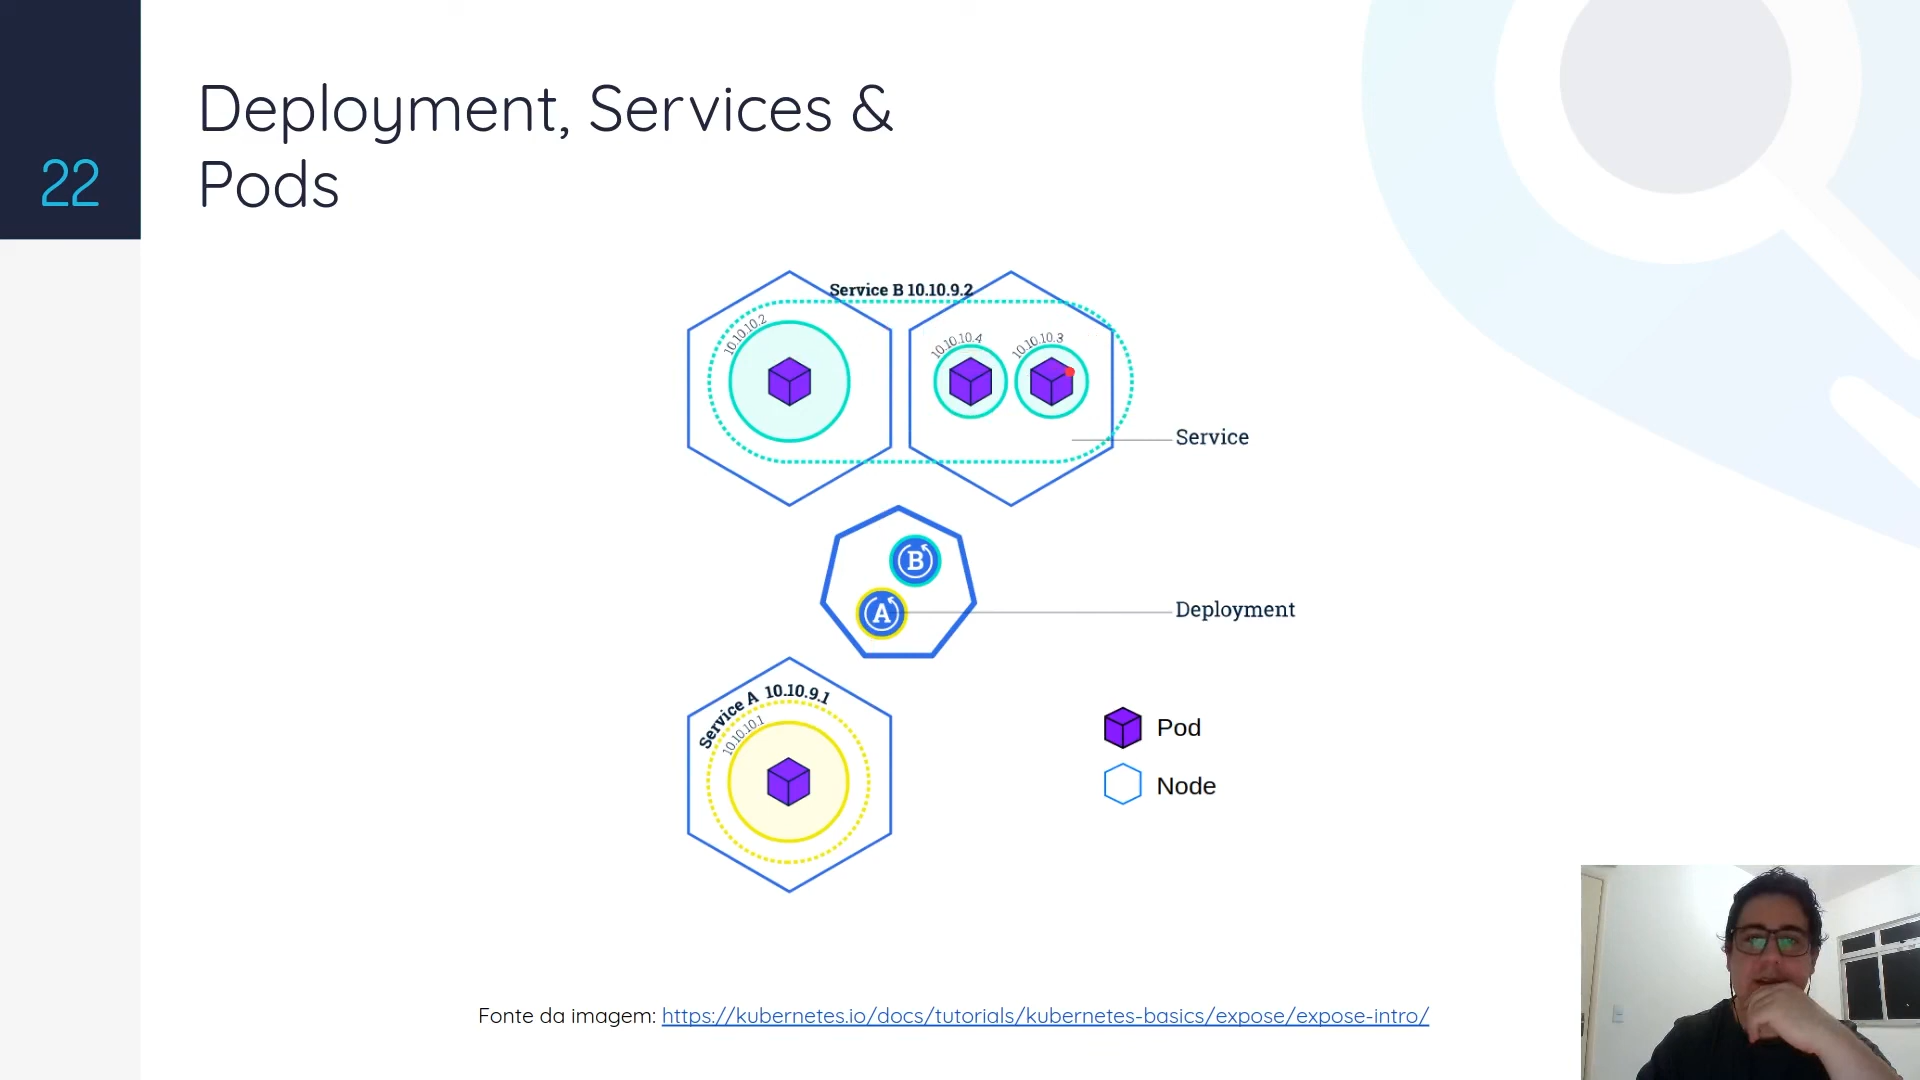 22
Deployment, Services &
Pods
Service B 10.10.9.2
10.10.10.2
10.10.10.4
10.10.10.3
Service
B
A
Deployment
Service A 10.10.9.1
10.10.10.1
Pod
Node
Fonte da imagem: https://kubernetes.io/docs/tutorials/kubernetes-basics/expose/expose-intro/